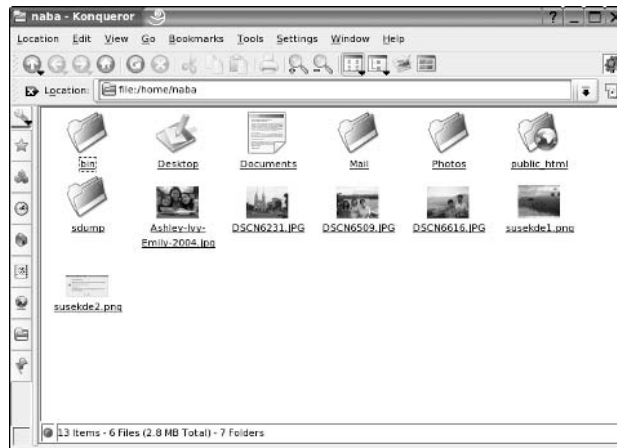 naba - Konqueror
Location Edit View Go Bookmarks Tools Settings Window Help
Location: file:/home/naba
bin Desktop Documents Mail Photos public_html
sdump Ashley-Ivy-Emily-2004.jpg DSCN6231.JPG DSCN6509.JPG DSCN6616.JPG susekde1.png
susekde2.png
13 Items - 6 Files (2.8 MB Total) - 7 Folders